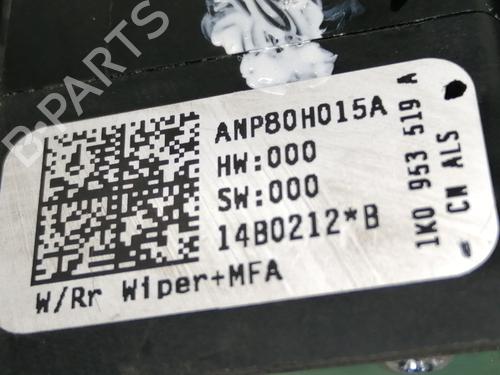 B-PARTS
ANP80H015A
HW:000
SW:000
14B0212*B
W/Rr Wiper+MFA
1K0 953 519 A
CN ALS